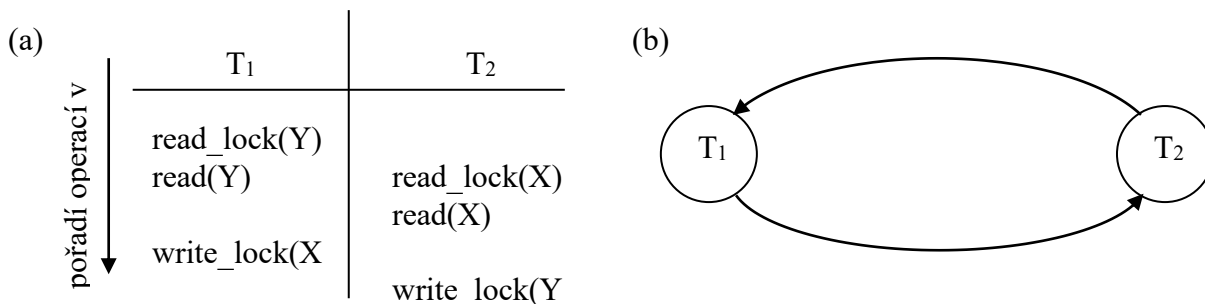 (a)
pořadí operací v
T1 T2
read_lock(Y)
read(Y) read_lock(X)
read(X)
write_lock(X
write_lock(Y
(b)
T1 T2